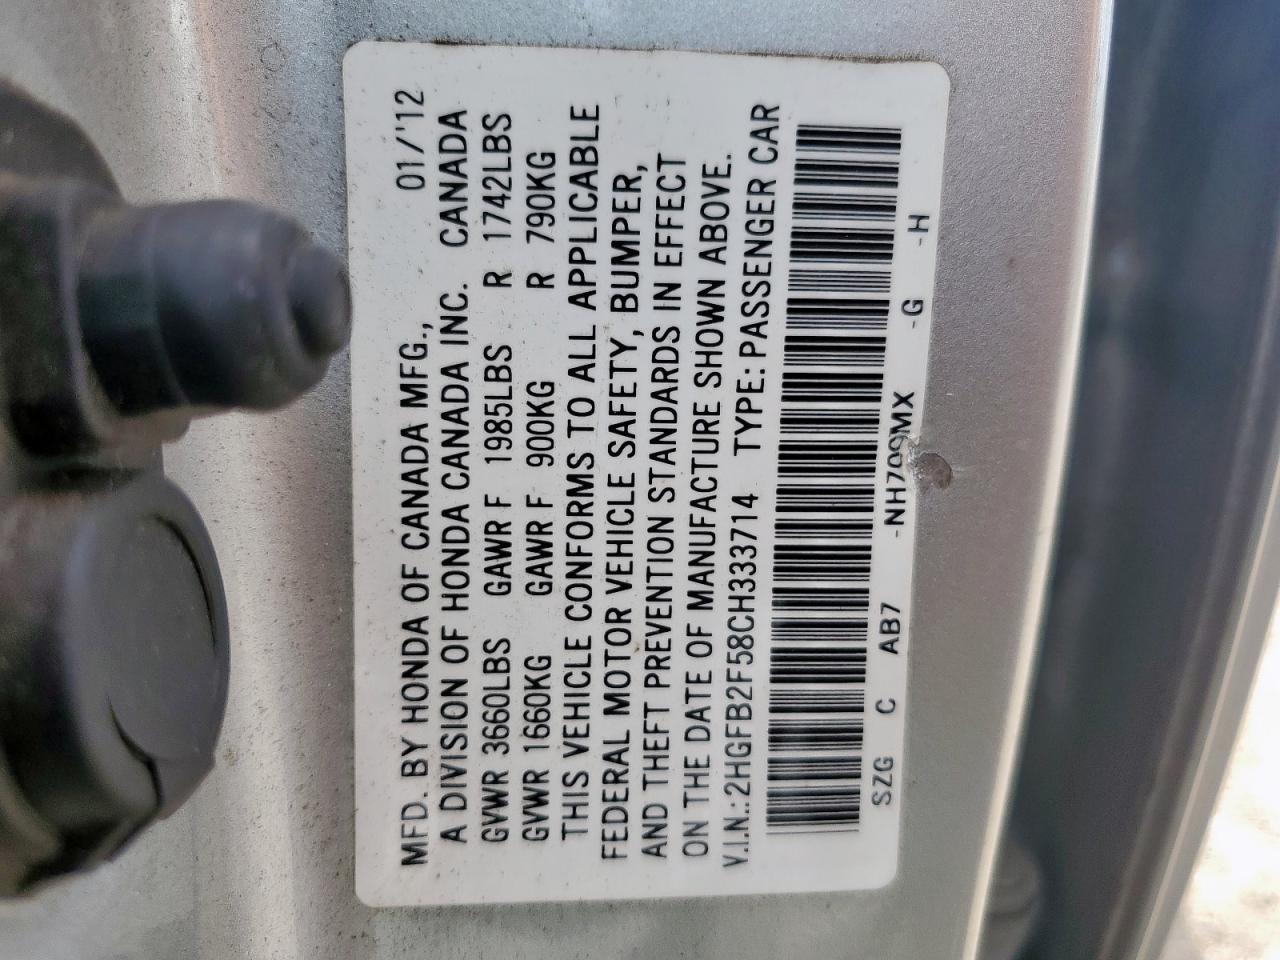 MFD. BY HONDA OF CANADA MFG., 01/'12
A DIVISION OF HONDA CANADA INC. CANADA
GVWR 3660LBS GAWR F 1985LBS R 1742LBS
GVWR 1660KG GAWR F 900KG R 790KG
THIS VEHICLE CONFORMS TO ALL APPLICABLE
FEDERAL MOTOR VEHICLE SAFETY, BUMPER,
AND THEFT PREVENTION STANDARDS IN EFFECT
ON THE DATE OF MANUFACTURE SHOWN ABOVE.
V.I.N.: 2HGFB2F58CH333714 TYPE: PASSENGER CAR
SZG C AB7 -NH709MX -G -H